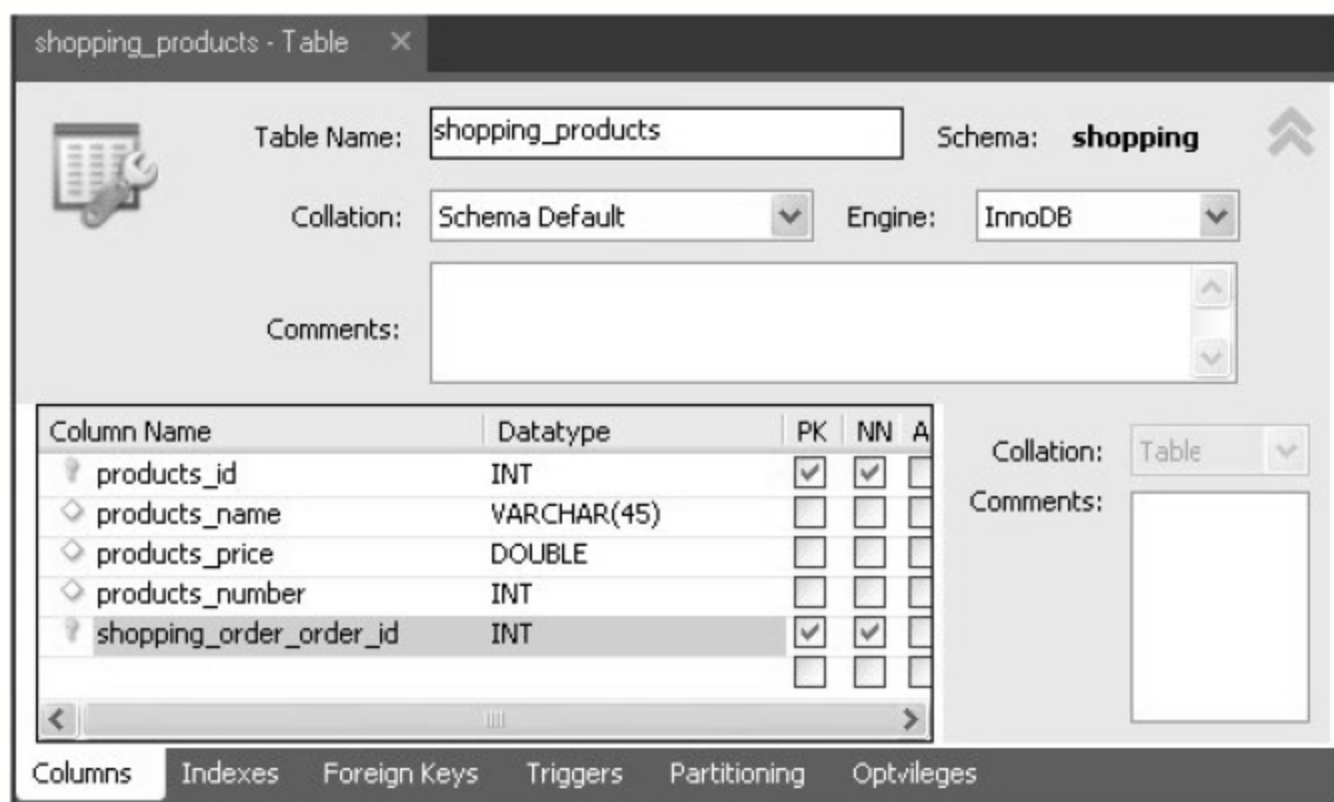 shopping_products - Table
Table Name: shopping_products Schema: shopping
Collation: Schema Default Engine: InnoDB
Comments:
Column Name Datatype PK NN A
products_id INT
products_name VARCHAR(45)
products_price DOUBLE
products_number INT
shopping_order_order_id INT
Collation: Table
Comments:
Columns Indexes Foreign Keys Triggers Partitioning Optvileges